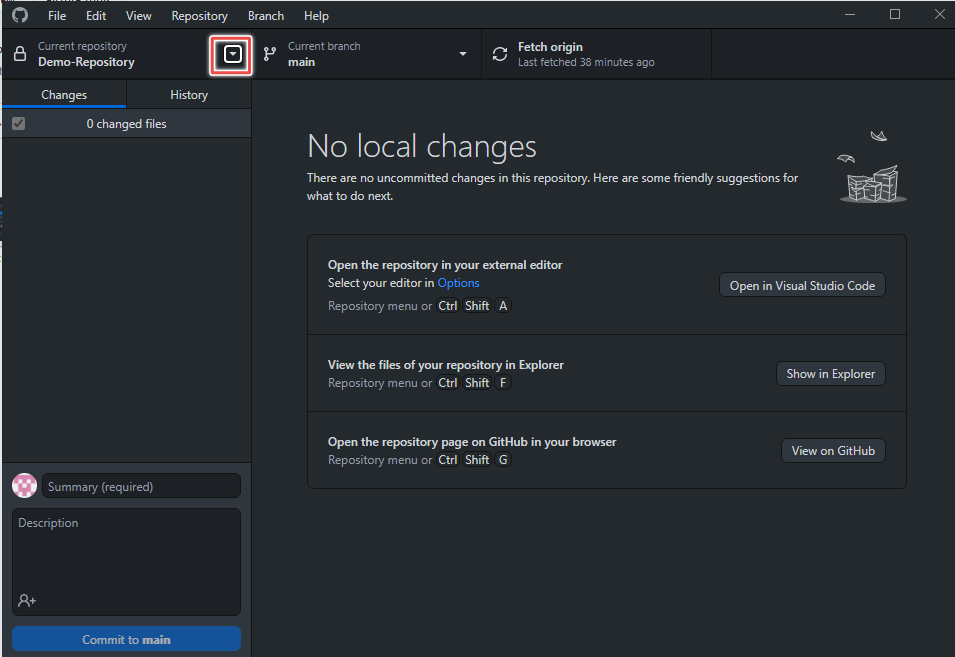 File Edit View Repository Branch Help
Current repository
Demo-Repository
Current branch
main
Fetch origin
Last fetched 38 minutes ago
Changes History
0 changed files
No local changes
There are no uncommitted changes in this repository. Here are some friendly suggestions for
what to do next.
Open the repository in your external editor
Select your editor in Options
Repository menu or Ctrl Shift A
Open in Visual Studio Code
View the files of your repository in Explorer
Repository menu or Ctrl Shift F
Show in Explorer
Open the repository page on GitHub in your browser
Repository menu or Ctrl Shift G
View on GitHub
Summary (required)
Description
Commit to main